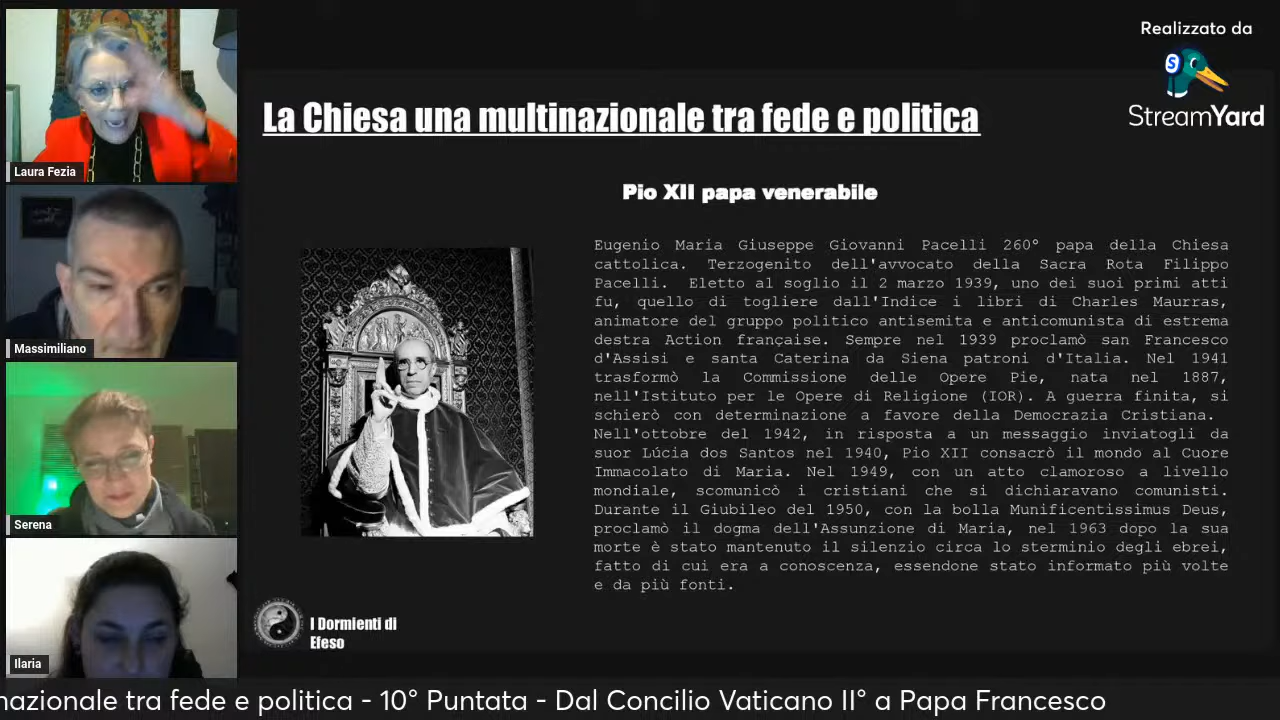 Realizzato da
S
StreamYard
La Chiesa una multinazionale tra fede e politica
Pio XII papa venerabile
Eugenio Maria Giuseppe Giovanni Pacelli 260° papa della Chiesa
cattolica. Terzogenito dell'avvocato della Sacra Rota Filippo
Pacelli. Eletto al soglio il 2 marzo 1939, uno dei suoi primi atti
fu, quello di togliere dall'Indice i libri di Charles Maurras,
animatore del gruppo politico antisemita e anticomunista di estrema
destra Action française. Sempre nel 1939 proclamò san Francesco
d'Assisi e santa Caterina da Siena patroni d'Italia. Nel 1941
trasformò la Commissione delle Opere Pie, nata nel 1887,
nell'Istituto per le Opere di Religione (IOR). A guerra finita, si
schierò con determinazione a favore della Democrazia Cristiana.
Nell'ottobre del 1942, in risposta a un messaggio inviatogli da
suor Lúcia dos Santos nel 1940, Pio XII consacrò il mondo al Cuore
Immacolato di Maria. Nel 1949, con un atto clamoroso a livello
mondiale, scomunicò i cristiani che si dichiaravano comunisti.
Durante il Giubileo del 1950, con la bolla Munificentissimus Deus,
proclamò il dogma dell'Assunzione di Maria, nel 1963 dopo la sua
morte è stato mantenuto il silenzio circa lo sterminio degli ebrei,
fatto di cui era a conoscenza, essendone stato informato più volte
e da più fonti.
I Dormienti di
Efeso
Laura Fezia
Massimiliano
Serena
Ilaria
nazionale tra fede e politica - 10° Puntata - Dal Concilio Vaticano II° a Papa Francesco